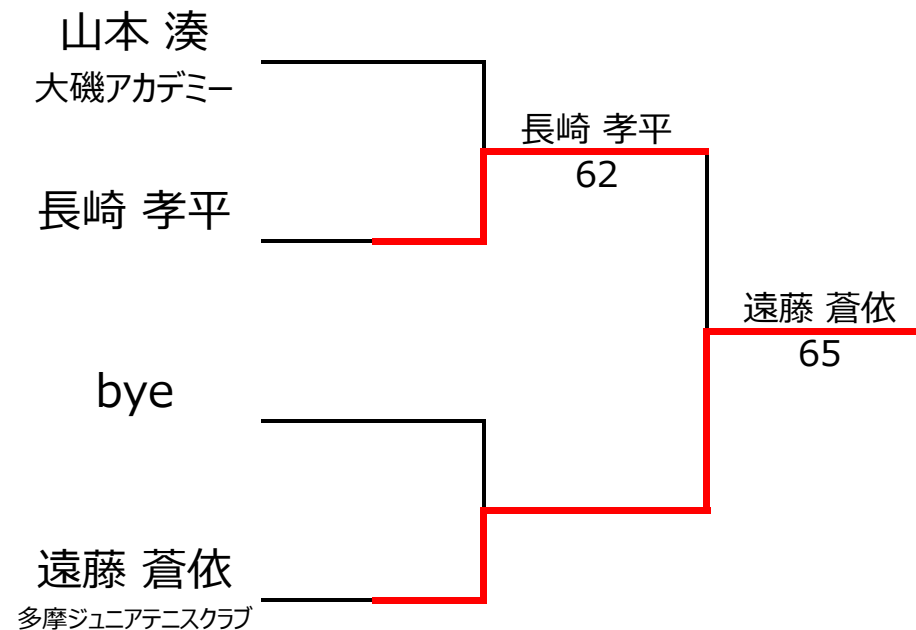 山本 湊
大磯アカデミー
長崎 孝平
62
長崎 孝平
bye
遠藤 蒼依
65
遠藤 蒼依
多摩ジュニアテニスクラブ